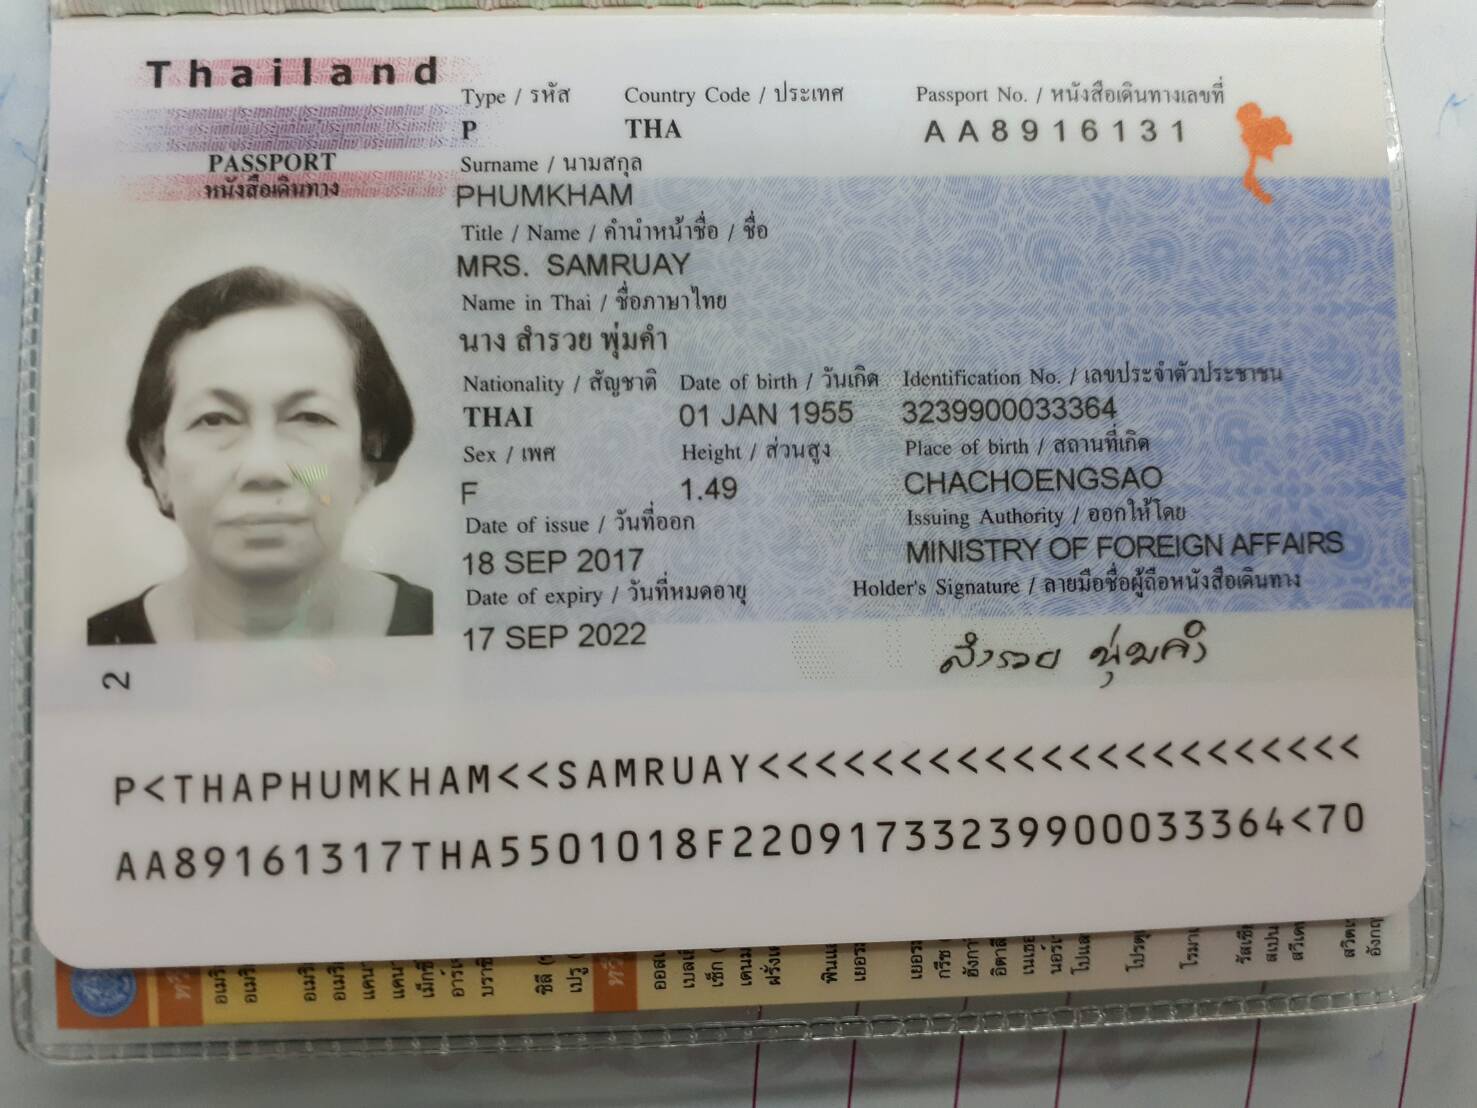 Thailand
PASSPORT
หนังสือเดินทาง
Type / รหัส Country Code / ประเทศ Passport No. / หนังสือเดินทางเลขที่
P THA AA8916131
Surname / นามสกุล
PHUMKHAM
Title / Name / คำนำหน้าชื่อ / ชื่อ
MRS. SAMRUAY
Name in Thai / ชื่อภาษาไทย
นาง สำรวย พุ่มคำ
Nationality / สัญชาติ Date of birth / วันเกิด Identification No. / เลขประจำตัวประชาชน
THAI 01 JAN 1955 3239900033364
Sex / เพศ Height / ส่วนสูง Place of birth / สถานที่เกิด
F 1.49 CHACHOENGSAO
Date of issue / วันที่ออก Issuing Authority / ออกให้โดย
18 SEP 2017 MINISTRY OF FOREIGN AFFAIRS
Date of expiry / วันที่หมดอายุ Holder's Signature / ลายมือชื่อผู้ถือหนังสือเดินทาง
17 SEP 2022 สำรวย พุ่มคำ
2
P<THAPHUMKHAM<<SAMRUAY<<<<<<<<<<<<<<<<<<<<<
AA89161317THA5501018F22091733239900033364<70